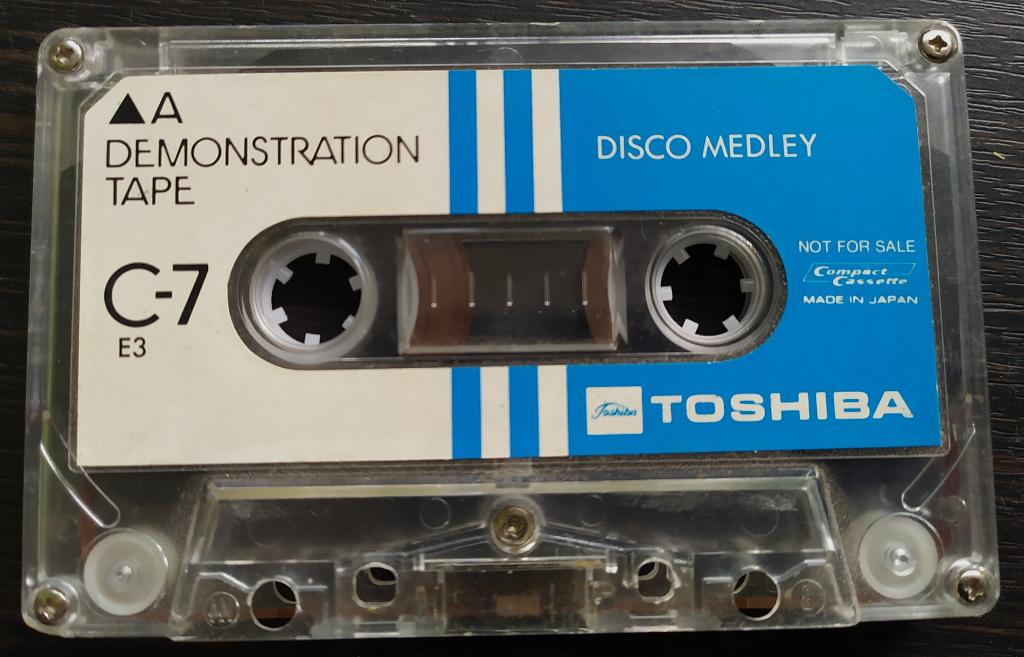 ▲A
DEMONSTRATION
TAPE
C-7
E3
DISCO MEDLEY
NOT FOR SALE
Compact
Cassette
MADE IN JAPAN
Toshiba
TOSHIBA